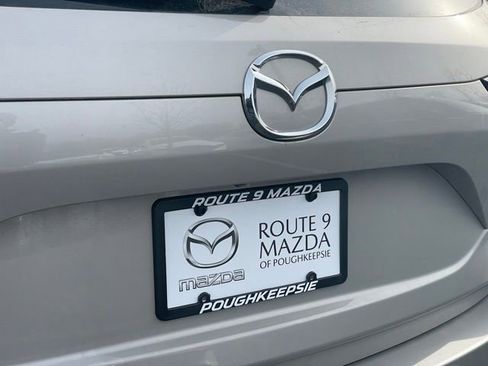 ROUTE 9 MAZDA
ROUTE 9
MAZDA
OF POUGHKEEPSIE
mazda
POUGHKEEPSIE